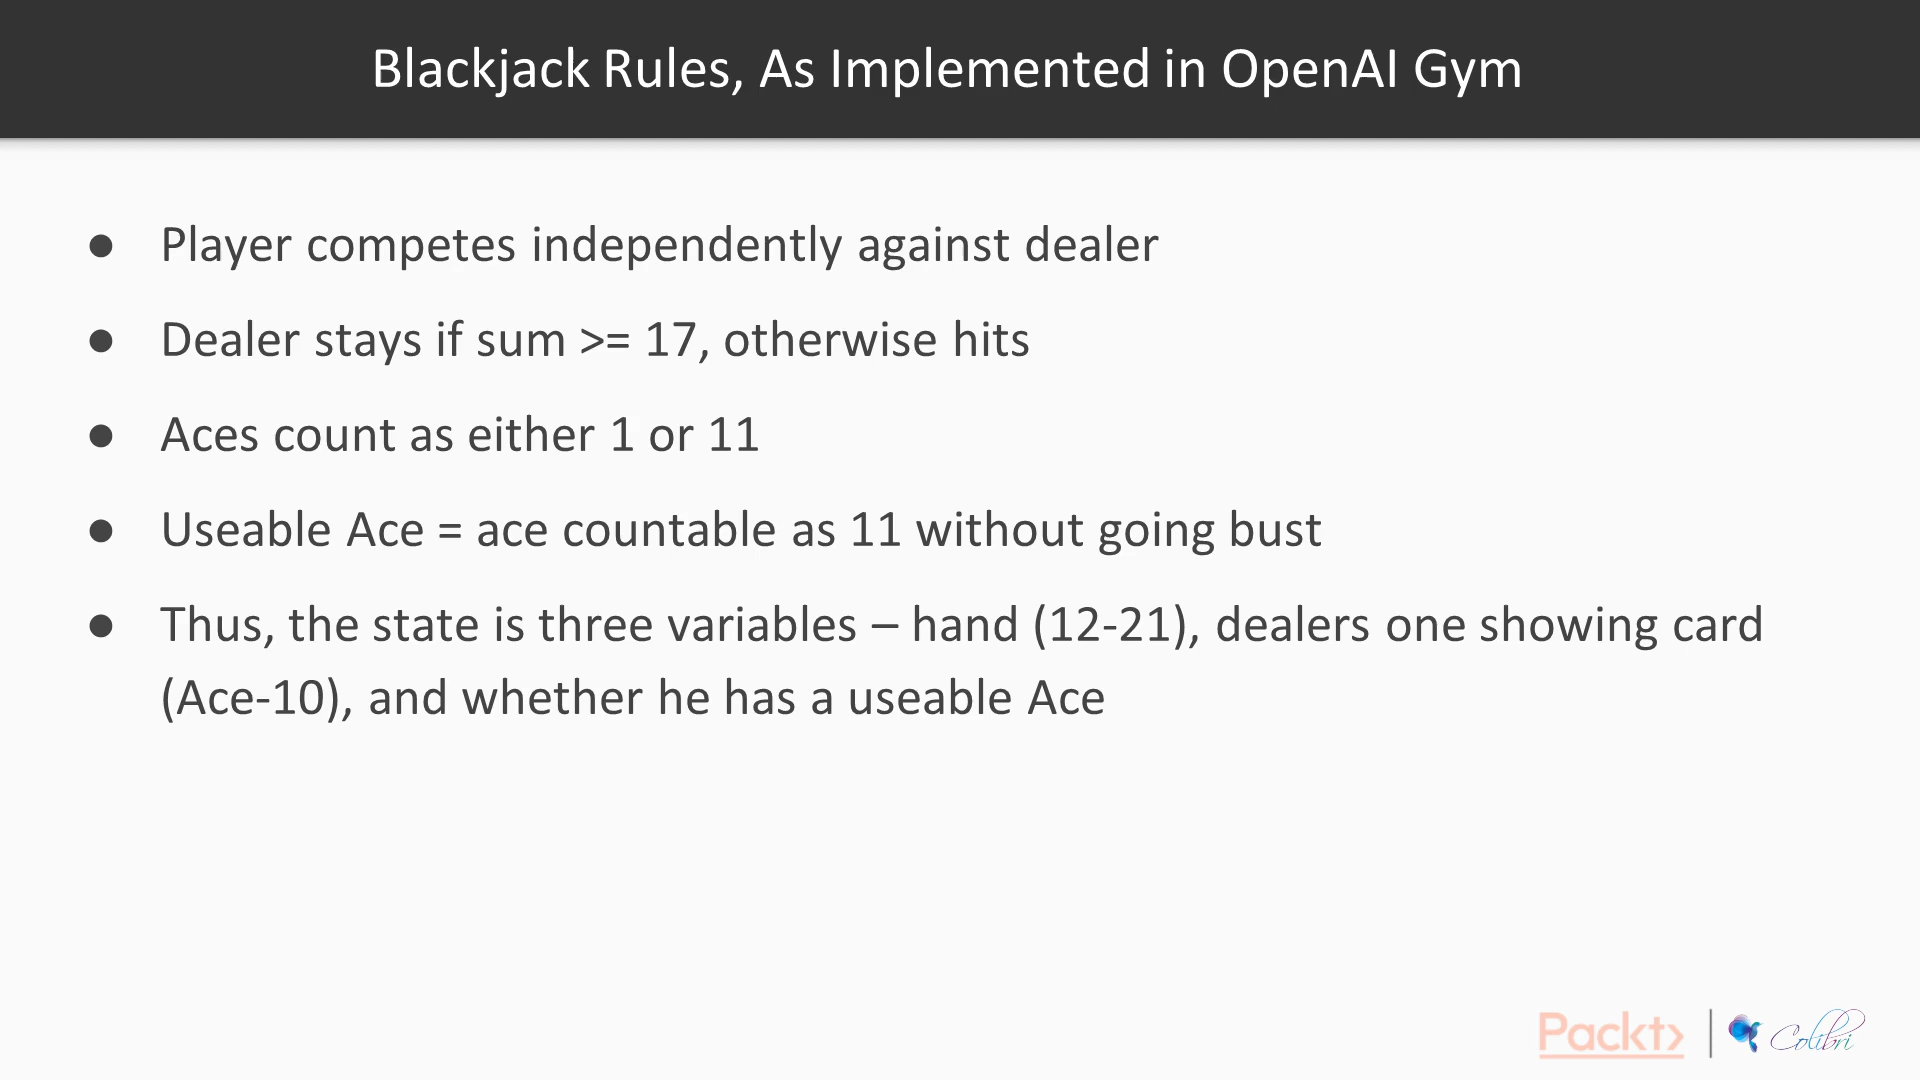 Blackjack Rules, As Implemented in OpenAI Gym
● Player competes independently against dealer
● Dealer stays if sum >= 17, otherwise hits
● Aces count as either 1 or 11
● Useable Ace = ace countable as 11 without going bust
● Thus, the state is three variables – hand (12-21), dealers one showing card
(Ace-10), and whether he has a useable Ace
Packt> | Colibri